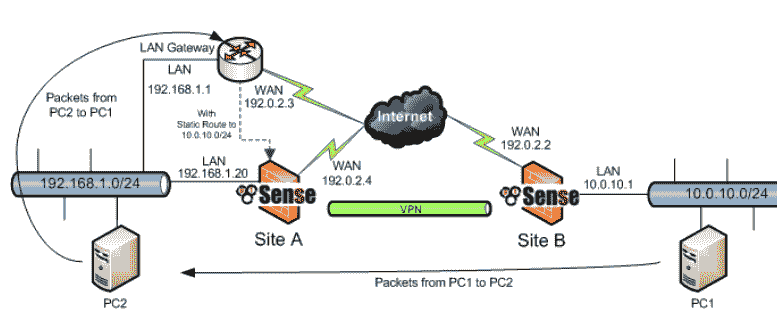 LAN Gateway
LAN
192.168.1.1
WAN
192.0.2.3
Packets from
PC2 to PC1
With
Static Route to
10.0.10.0/24
Internet
WAN
192.0.2.2
LAN
192.168.1.20
WAN
192.0.2.4
LAN
10.0.10.1
192.168.1.0/24
Sense
VPN
Sense
10.0.10.0/24
Site A
Site B
Packets from PC1 to PC2
PC2
PC1